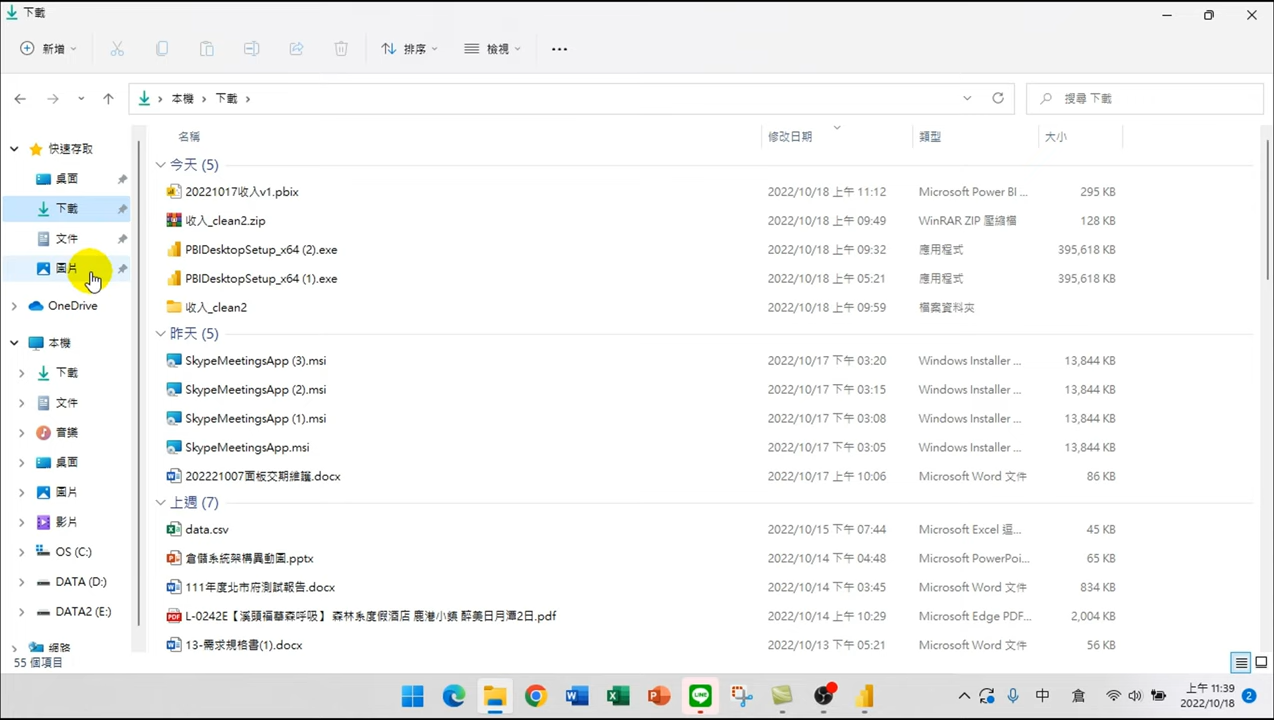 下載
新增
排序
檢視
本機 > 下載 >
搜尋 下載
快速存取
桌面
下載
文件
圖片
OneDrive
本機
下載
文件
音樂
桌面
圖片
影片
OS (C:)
DATA (D:)
DATA2 (E:)
網路
名稱 修改日期 類型 大小
今天 (5)
20221017收入v1.pbix 2022/10/18 上午 11:12 Microsoft Power BI ... 295 KB
收入_clean2.zip 2022/10/18 上午 09:49 WinRAR ZIP 壓縮檔 128 KB
PBIDesktopSetup_x64 (2).exe 2022/10/18 上午 09:32 應用程式 395,618 KB
PBIDesktopSetup_x64 (1).exe 2022/10/18 上午 05:21 應用程式 395,618 KB
收入_clean2 2022/10/18 上午 09:59 檔案資料夾
昨天 (5)
SkypeMeetingsApp (3).msi 2022/10/17 下午 03:20 Windows Installer ... 13,844 KB
SkypeMeetingsApp (2).msi 2022/10/17 下午 03:15 Windows Installer ... 13,844 KB
SkypeMeetingsApp (1).msi 2022/10/17 下午 03:08 Windows Installer ... 13,844 KB
SkypeMeetingsApp.msi 2022/10/17 下午 03:05 Windows Installer ... 13,844 KB
202221007面板交期維護.docx 2022/10/17 上午 10:06 Microsoft Word 文件 86 KB
上週 (7)
data.csv 2022/10/15 下午 07:44 Microsoft Excel 逗... 45 KB
倉儲系統架構異動圖.pptx 2022/10/14 下午 04:48 Microsoft PowerPoi... 65 KB
111年度北市府測試報告.docx 2022/10/14 下午 03:45 Microsoft Word 文件 834 KB
L-0242E【溪頭福華森呼吸】 森林系度假酒店 鹿港小鎮 醉美日月潭2日.pdf 2022/10/14 上午 10:29 Microsoft Edge PDF... 2,004 KB
13-需求規格書(1).docx 2022/10/13 下午 05:21 Microsoft Word 文件 56 KB
55 個項目
中
倉
上午 11:39
2022/10/18
2